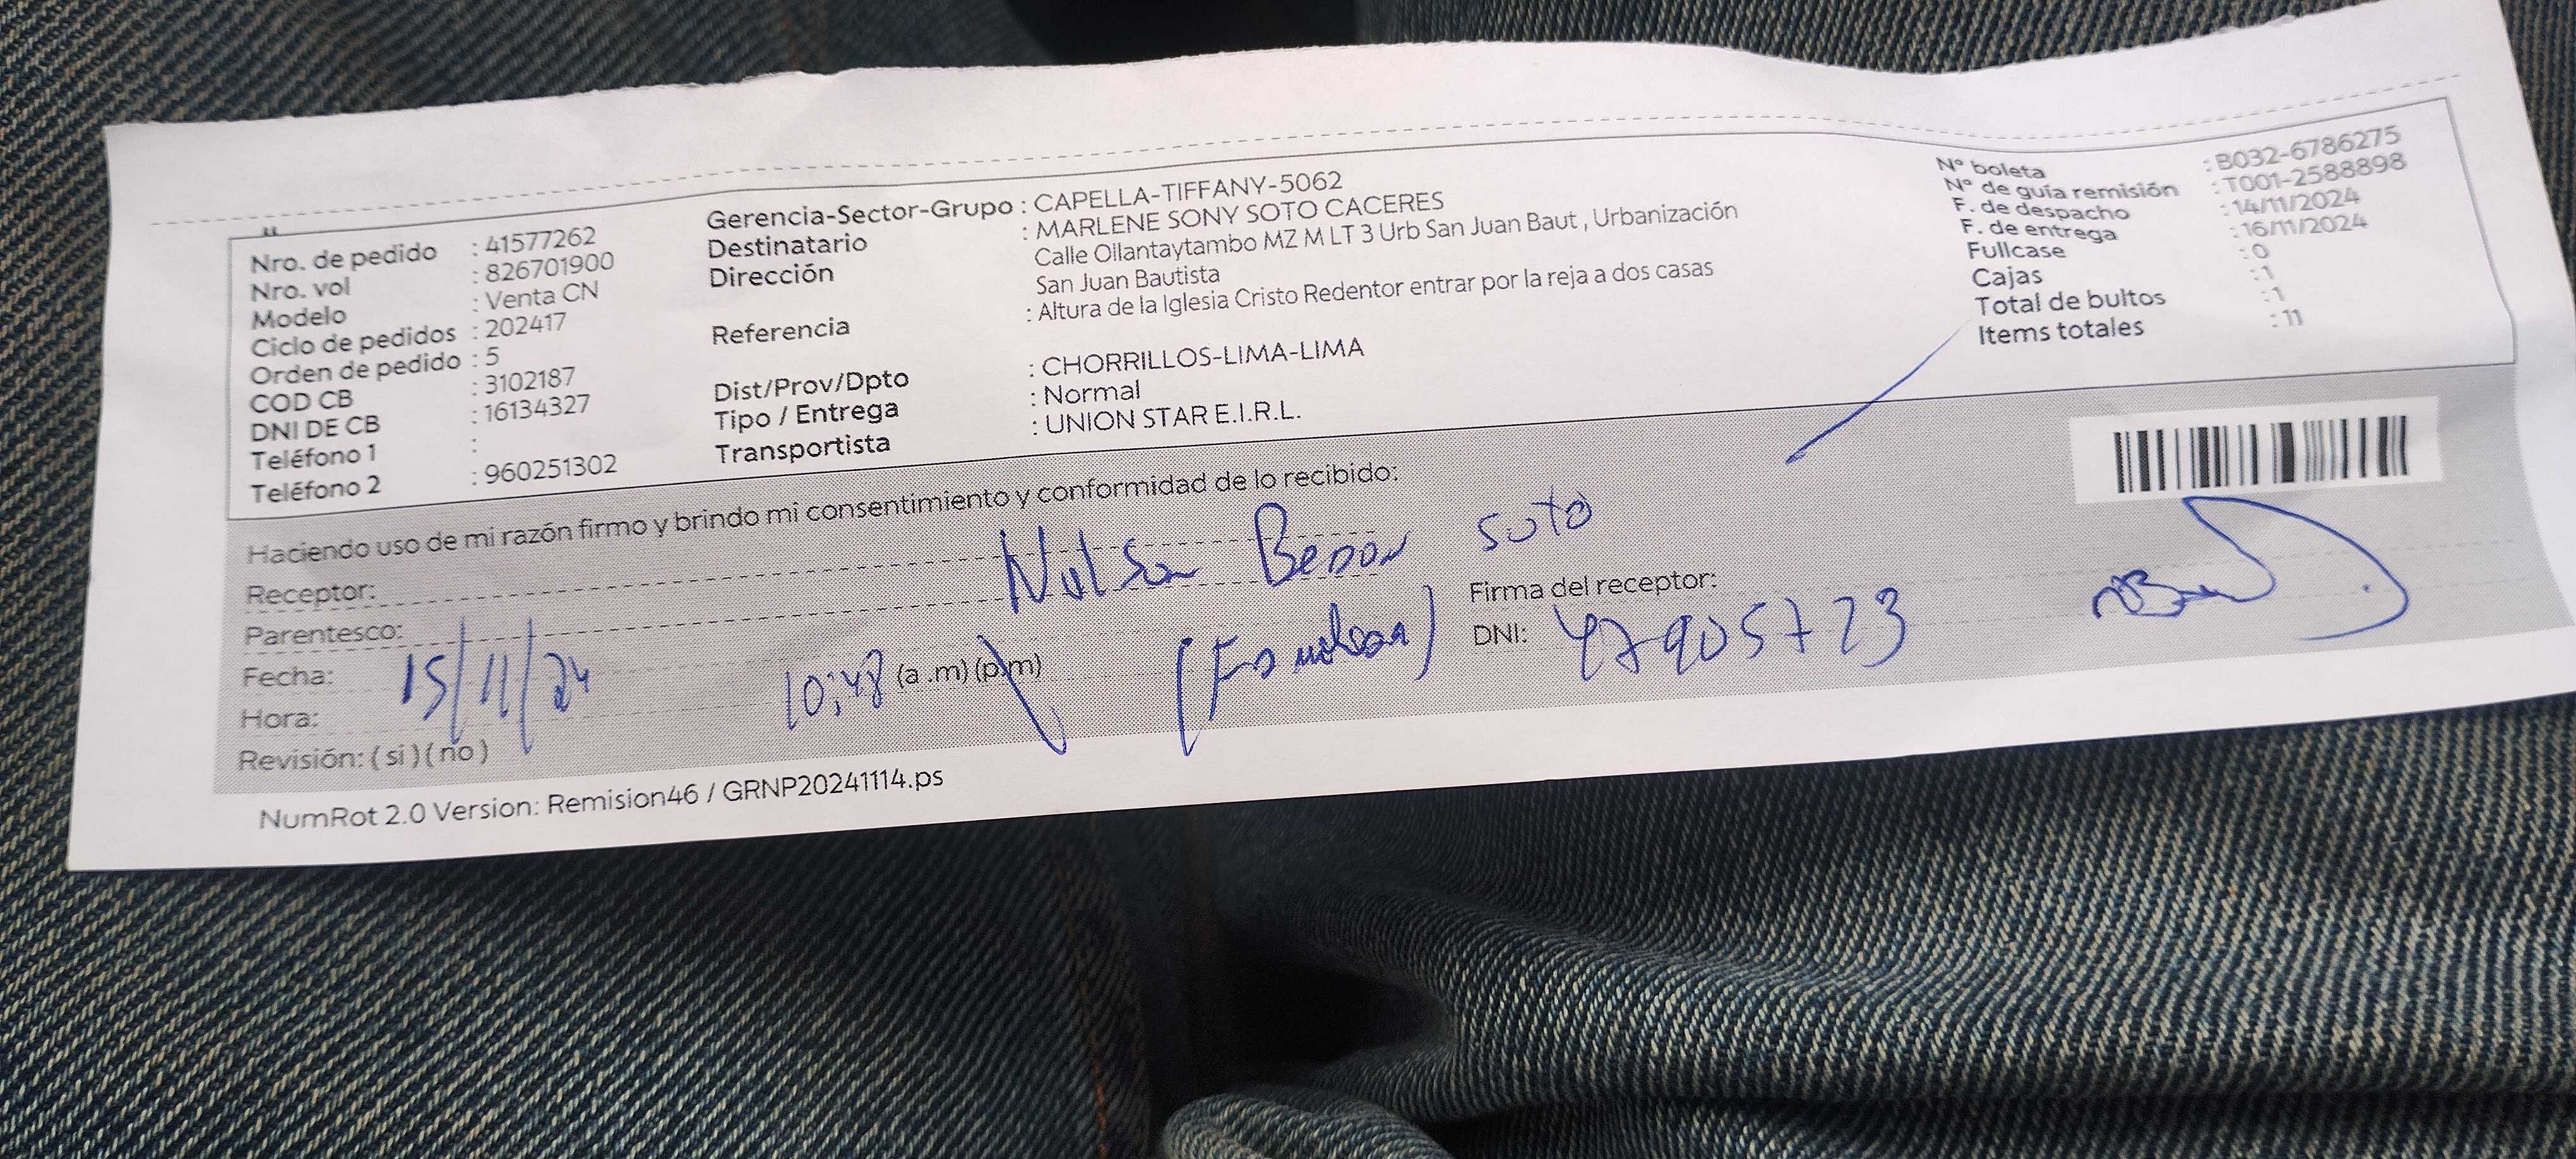 Nro. de pedido : 41577262
Nro. vol : 826701900
Modelo : Venta CN
Ciclo de pedidos : 202417
Orden de pedido : 5
COD CB : 3102187
DNI DE CB : 16134327
Teléfono 1 :
Teléfono 2 : 960251302
Gerencia-Sector-Grupo : CAPELLA-TIFFANY-5062
Destinatario : MARLENE SONY SOTO CACERES
Dirección Calle Ollantaytambo MZ M LT 3 Urb San Juan Baut , Urbanización
San Juan Bautista
Referencia : Altura de la Iglesia Cristo Redentor entrar por la reja a dos casas
Dist/Prov/Dpto : CHORRILLOS-LIMA-LIMA
Tipo / Entrega : Normal
Transportista : UNION STAR E.I.R.L.
N° boleta : B032-6786275
N° de guía remisión : T001-2588898
F. de despacho : 14/11/2024
F. de entrega : 16/11/2024
Fullcase : 0
Cajas : 1
Total de bultos : 1
Items totales : 11
Haciendo uso de mi razón firmo y brindo mi consentimiento y conformidad de lo recibido:
Receptor: Soto
Parentesco:
Firma del receptor:
Fecha: 15/11/24
DNI: 47905723
Hora: 10:48 (a .m) (p.m)
Revisión: ( si ) ( no )
NumRot 2.0 Version: Remision46 / GRNP20241114.ps